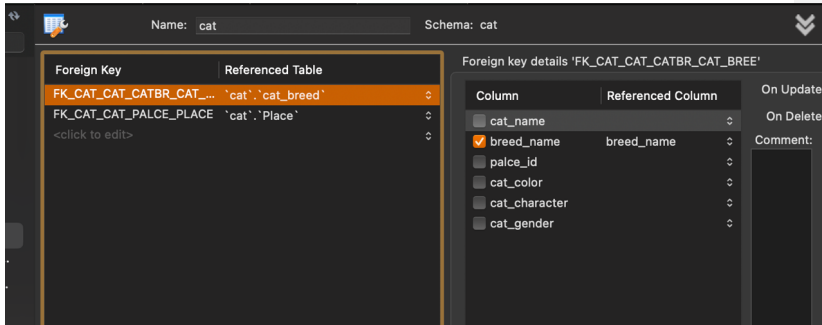 Name: cat Schema: cat
Foreign Key Referenced Table
FK_CAT_CAT_CATBR_CAT_... `cat`.`cat_breed`
FK_CAT_CAT_PALCE_PLACE `cat`.`Place`
<click to edit>
Foreign key details 'FK_CAT_CAT_CATBR_CAT_BREE'
Column Referenced Column
cat_name
breed_name breed_name
palce_id
cat_color
cat_character
cat_gender
On Update
On Delete
Comment: